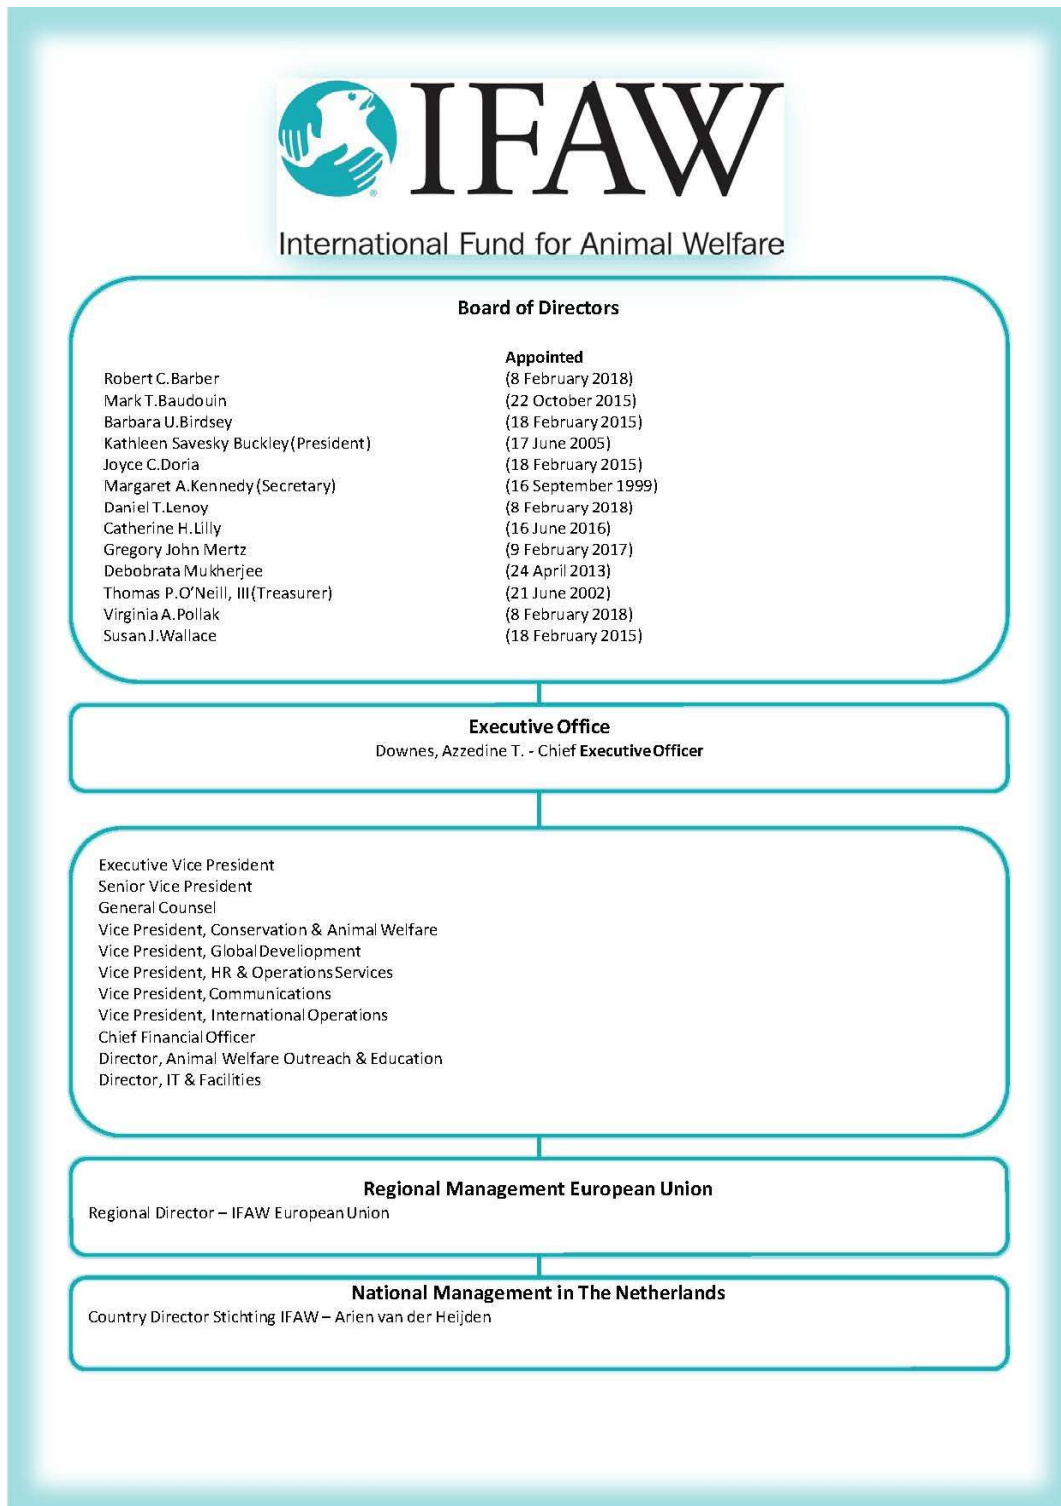 IFAW
International Fund for Animal Welfare
Board of Directors
Appointed
Robert C.Barber (8 February 2018)
Mark T.Baudouin (22 October 2015)
Barbara U.Birdsey (18 February 2015)
Kathleen Savesky Buckley (President) (17 June 2005)
Joyce C.Doria (18 February 2015)
Margaret A.Kennedy (Secretary) (16 September 1999)
Daniel T.Lenoy (8 February 2018)
Catherine H.Lilly (16 June 2016)
Gregory John Mertz (9 February 2017)
Debobrata Mukherjee (24 April 2013)
Thomas P.O’Neill, III (Treasurer) (21 June 2002)
Virginia A.Pollak (8 February 2018)
Susan J.Wallace (18 February 2015)
Executive Office
Downes, Azzedine T. - Chief Executive Officer
Executive Vice President
Senior Vice President
General Counsel
Vice President, Conservation & Animal Welfare
Vice President, Global Develiopment
Vice President, HR & Operations Services
Vice President, Communications
Vice President, International Operations
Chief Financial Officer
Director, Animal Welfare Outreach & Education
Director, IT & Facilities
Regional Management European Union
Regional Director – IFAW European Union
National Management in The Netherlands
Country Director Stichting IFAW – Arien van der Heijden